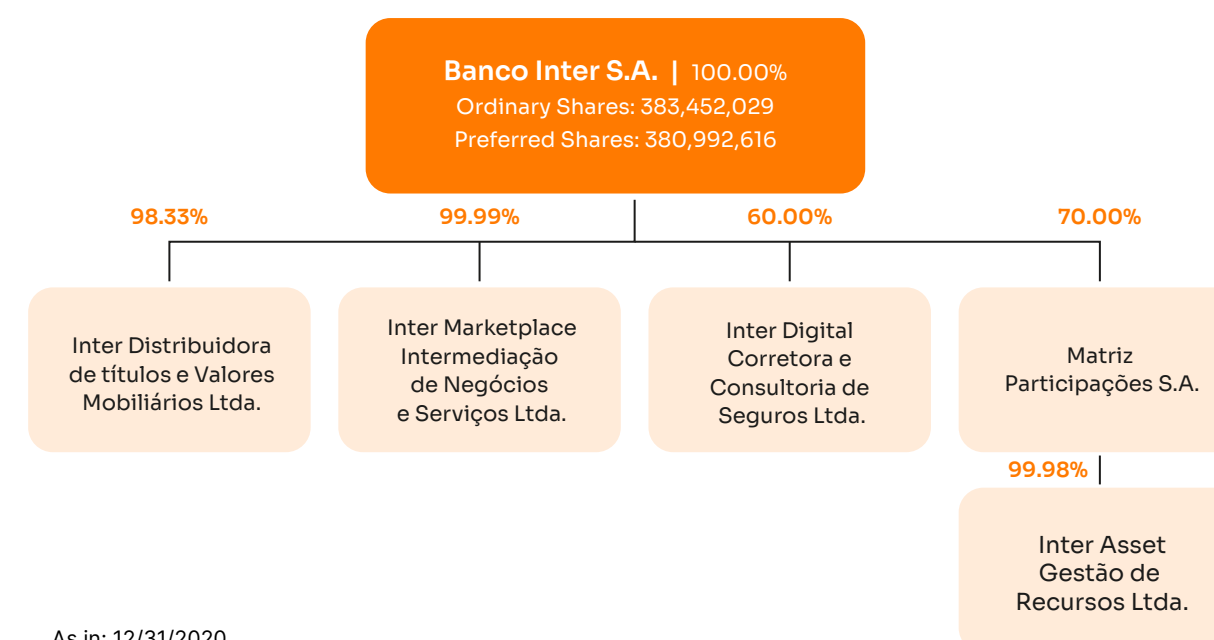 Banco Inter S.A. | 100.00%
Ordinary Shares: 383,452,029
Preferred Shares: 380,992,616
98.33%
99.99%
60.00%
70.00%
Inter Distribuidora
de títulos e Valores
Mobiliários Ltda.
Inter Marketplace
Intermediação
de Negócios
e Serviços Ltda.
Inter Digital
Corretora e
Consultoria de
Seguros Ltda.
Matriz
Participações S.A.
99.98%
Inter Asset
Gestão de
Recursos Ltda.
As in: 12/31/2020